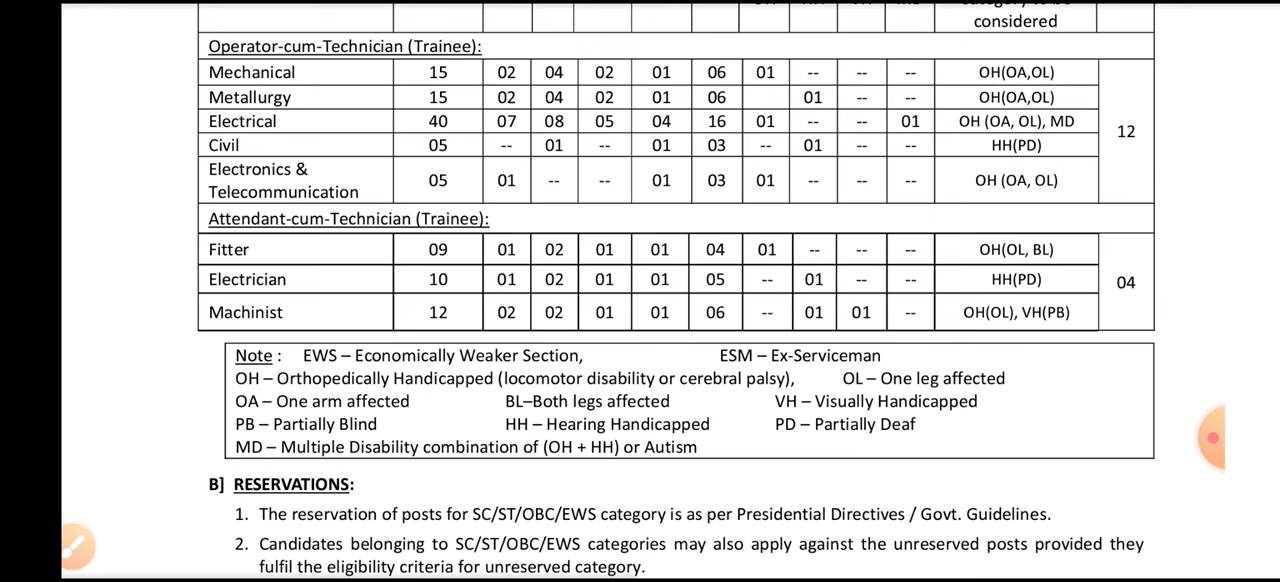 considered
Operator-cum-Technician (Trainee):
Mechanical 15 02 04 02 01 06 01 -- -- -- OH(OA,OL)
Metallurgy 15 02 04 02 01 06 01 -- -- OH(OA,OL)
Electrical 40 07 08 05 04 16 01 -- -- 01 OH (OA, OL), MD
12
Civil 05 -- 01 -- 01 03 -- 01 -- -- HH(PD)
Electronics &
Telecommunication 05 01 -- -- 01 03 01 -- -- -- OH (OA, OL)
Attendant-cum-Technician (Trainee):
Fitter 09 01 02 01 01 04 01 -- -- -- OH(OL, BL)
Electrician 10 01 02 01 01 05 -- 01 -- -- HH(PD) 04
Machinist 12 02 02 01 01 06 -- 01 01 -- OH(OL), VH(PB)
Note : EWS – Economically Weaker Section, ESM – Ex-Serviceman
OH – Orthopedically Handicapped (locomotor disability or cerebral palsy), OL – One leg affected
OA – One arm affected BL–Both legs affected VH – Visually Handicapped
PB – Partially Blind HH – Hearing Handicapped PD – Partially Deaf
MD – Multiple Disability combination of (OH + HH) or Autism
B] RESERVATIONS:
1. The reservation of posts for SC/ST/OBC/EWS category is as per Presidential Directives / Govt. Guidelines.
2. Candidates belonging to SC/ST/OBC/EWS categories may also apply against the unreserved posts provided they
fulfil the eligibility criteria for unreserved category.